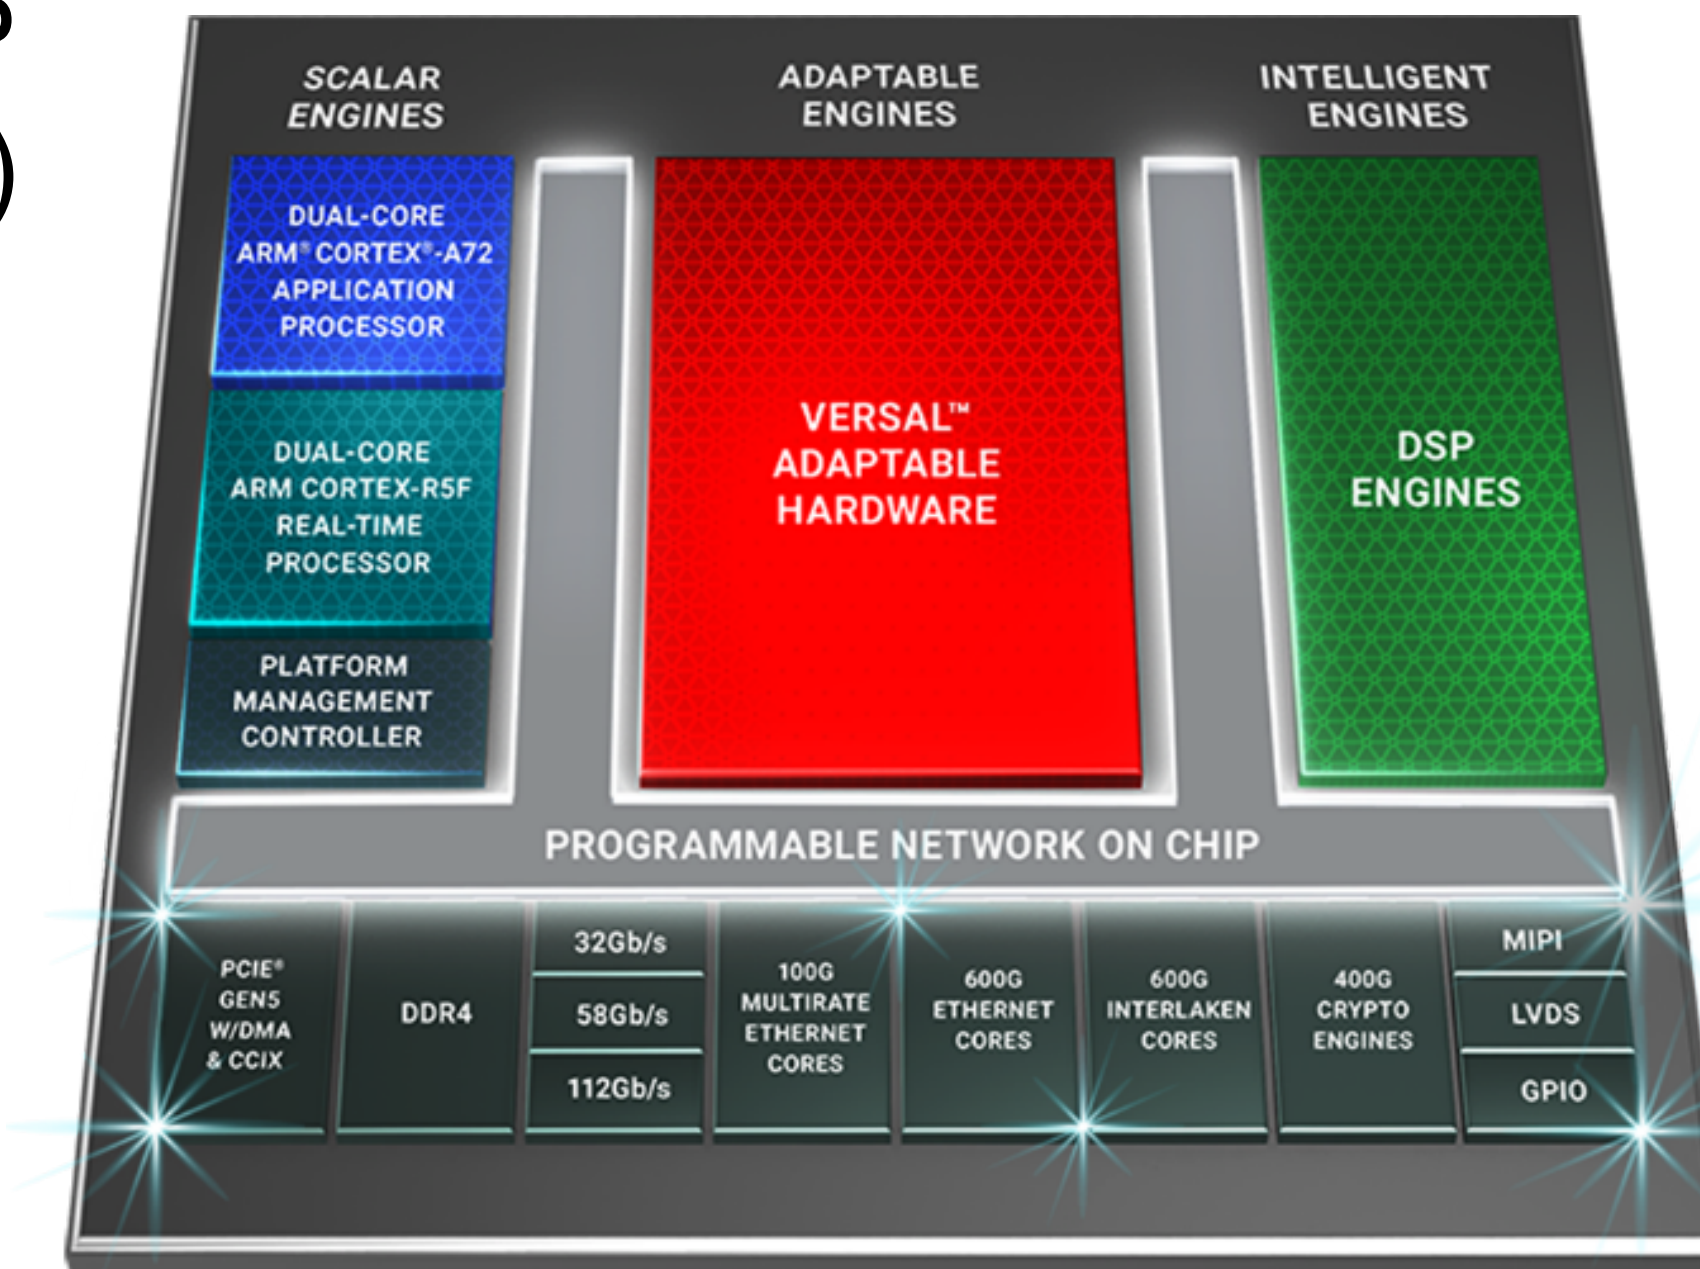 SCALAR
ENGINES
ADAPTABLE
ENGINES
INTELLIGENT
ENGINES
DUAL-CORE
ARM® CORTEX®-A72
APPLICATION
PROCESSOR
DUAL-CORE
ARM CORTEX-R5F
REAL-TIME
PROCESSOR
PLATFORM
MANAGEMENT
CONTROLLER
VERSAL™
ADAPTABLE
HARDWARE
DSP
ENGINES
PROGRAMMABLE NETWORK ON CHIP
PCIE®
GEN5
W/DMA
& CCIX
DDR4
32Gb/s
58Gb/s
112Gb/s
100G
MULTIRATE
ETHERNET
CORES
600G
ETHERNET
CORES
600G
INTERLAKEN
CORES
400G
CRYPTO
ENGINES
MIPI
LVDS
GPIO